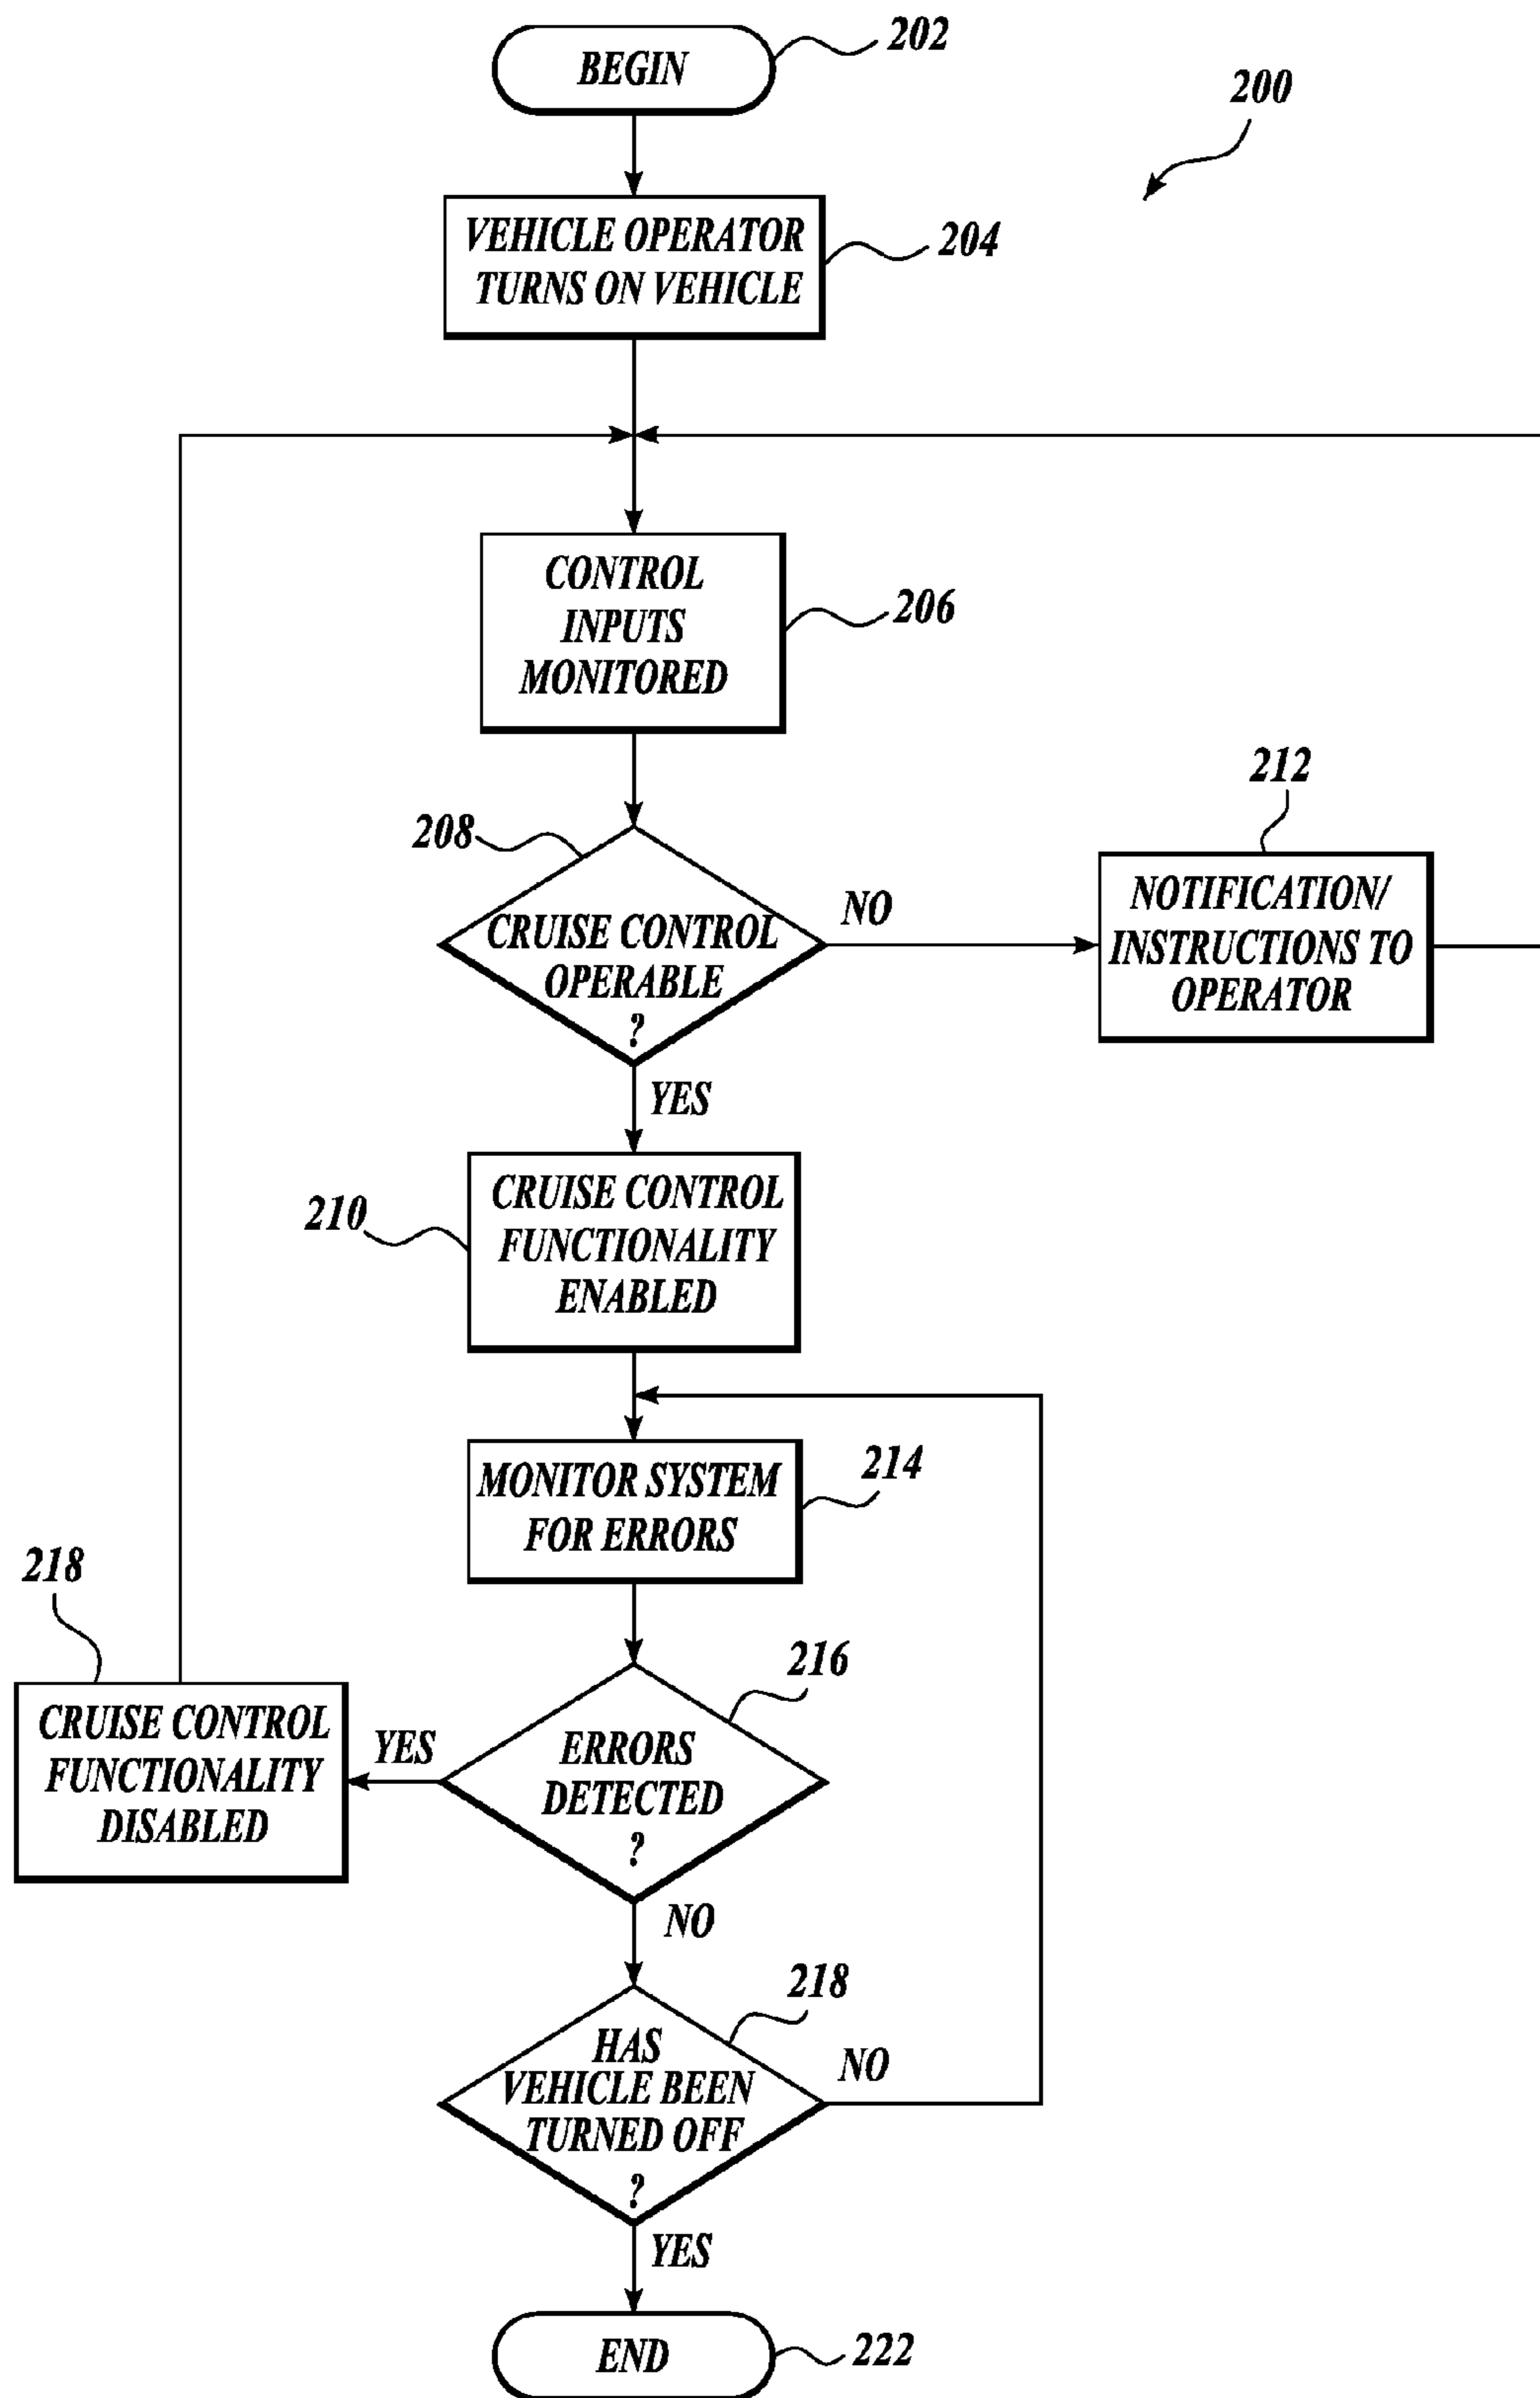 BEGIN
202
200
VEHICLE OPERATOR
TURNS ON VEHICLE
204
CONTROL
INPUTS
MONITORED
206
208
CRUISE CONTROL
OPERABLE
?
NO
212
NOTIFICATION/
INSTRUCTIONS TO
OPERATOR
YES
210
CRUISE CONTROL
FUNCTIONALITY
ENABLED
MONITOR SYSTEM
FOR ERRORS
214
216
ERRORS
DETECTED
?
YES
218
CRUISE CONTROL
FUNCTIONALITY
DISABLED
NO
218
HAS
VEHICLE BEEN
TURNED OFF
?
NO
YES
END
222